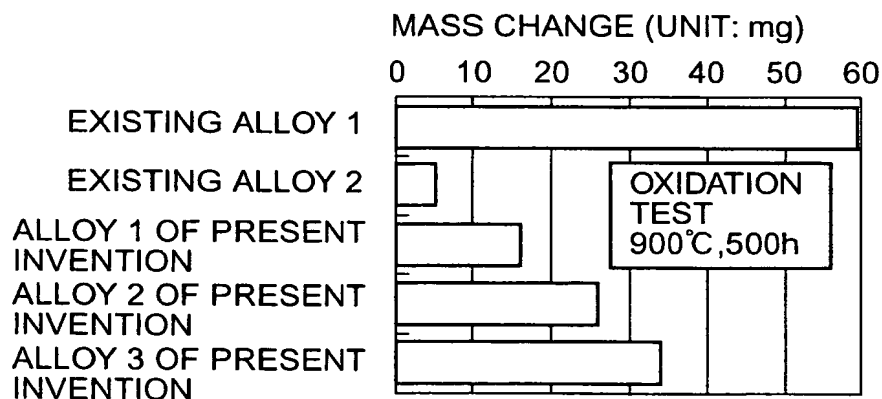 MASS CHANGE (UNIT: mg)
0 10 20 30 40 50 60
EXISTING ALLOY 1
EXISTING ALLOY 2
ALLOY 1 OF PRESENT
INVENTION
ALLOY 2 OF PRESENT
INVENTION
ALLOY 3 OF PRESENT
INVENTION
OXIDATION
TEST
900℃,500h